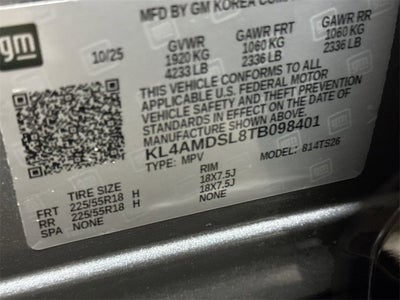 MFD BY GM KOREA COM
gm
10/25
GVWR GAWR FRT GAWR RR
1920 KG 1060 KG 1060 KG
4233 LB 2336 LB 2336 LB
THIS VEHICLE CONFORMS TO ALL
APPLICABLE U.S. FEDERAL MOTOR
VEHICLE SAFETY AND THEFT PREVENTION
STANDARDS IN EFFECT ON THE DATE OF
MANUFACTURE SHOWN ABOVE.
KL4AMDSL8TB098401
TYPE: MPV MODEL: 814TS26
TIRE SIZE RIM
FRT 225/55R18 H 18X7.5J
RR 225/55R18 H 18X7.5J
SPA NONE NONE